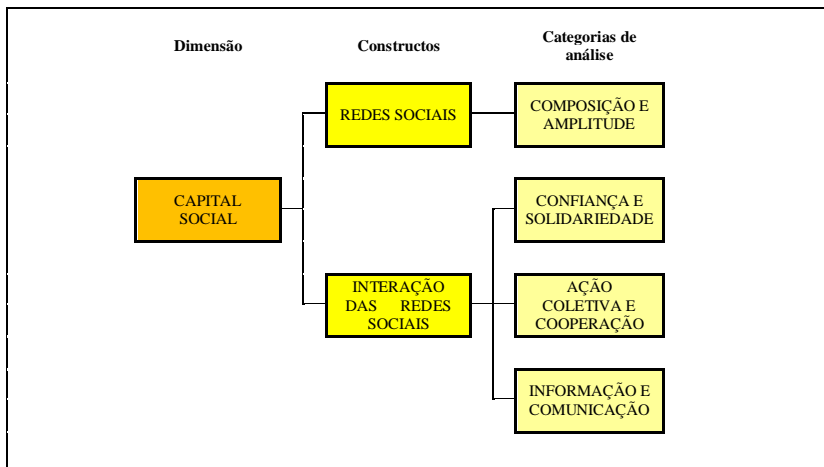 Dimensão
Constructos
Categorias de
análise
REDES SOCIAIS
COMPOSIÇÃO E
AMPLITUDE
CAPITAL
SOCIAL
CONFIANÇA E
SOLIDARIEDADE
INTERAÇÃO
DAS REDES
SOCIAIS
AÇÃO
COLETIVA E
COOPERAÇÃO
INFORMAÇÃO E
COMUNICAÇÃO